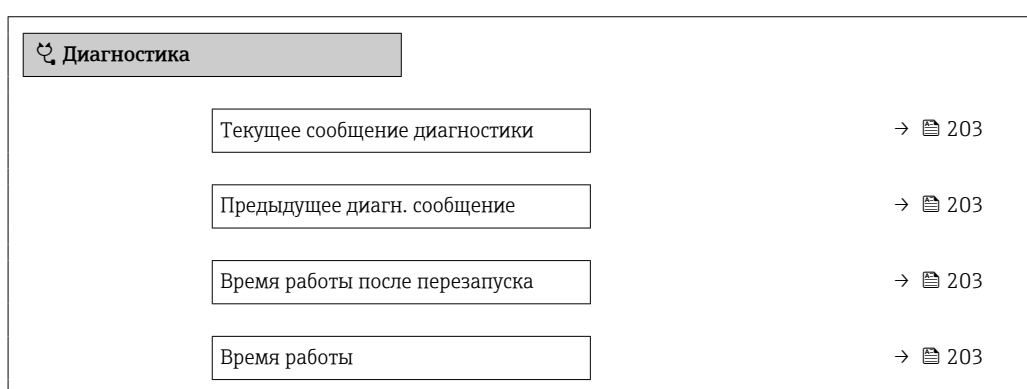 Диагностика
Текущее сообщение диагностики → 203
Предыдущее диагн. сообщение → 203
Время работы после перезапуска → 203
Время работы → 203